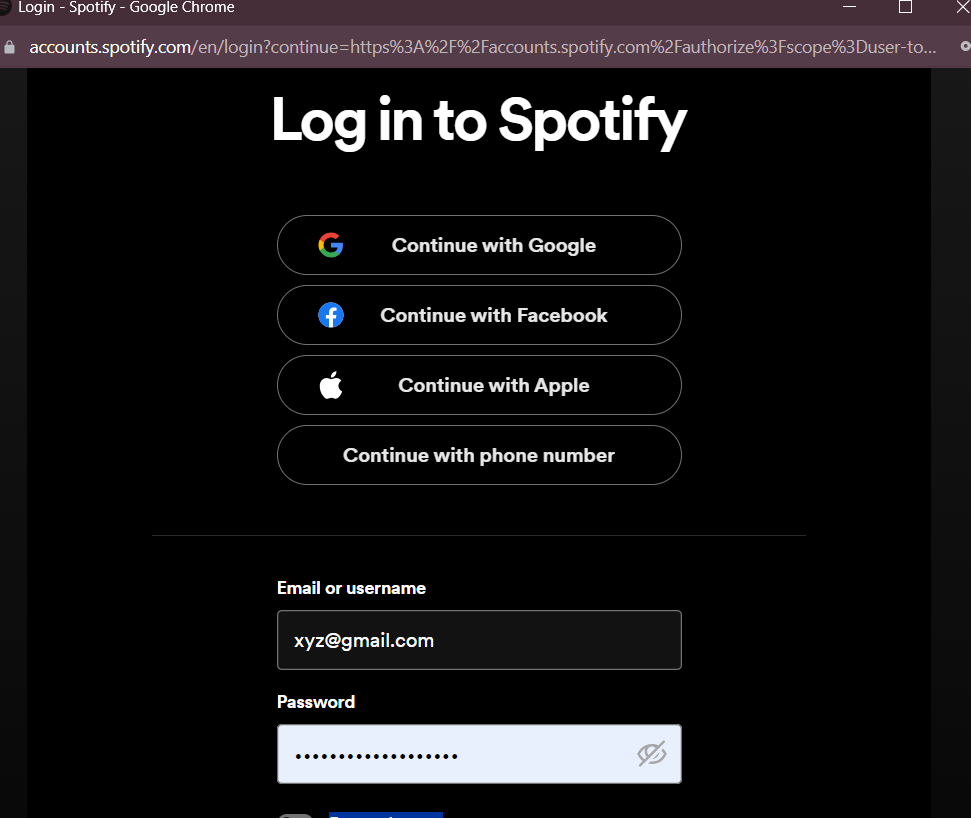 Login - Spotify - Google Chrome
accounts.spotify.com/en/login?continue=https%3A%2F%2Faccounts.spotify.com%2Fauthorize%3Fscope%3Duser-to...
Log in to Spotify
Continue with Google
Continue with Facebook
Continue with Apple
Continue with phone number
Email or username
xyz@gmail.com
Password
••••••••••••••••••••